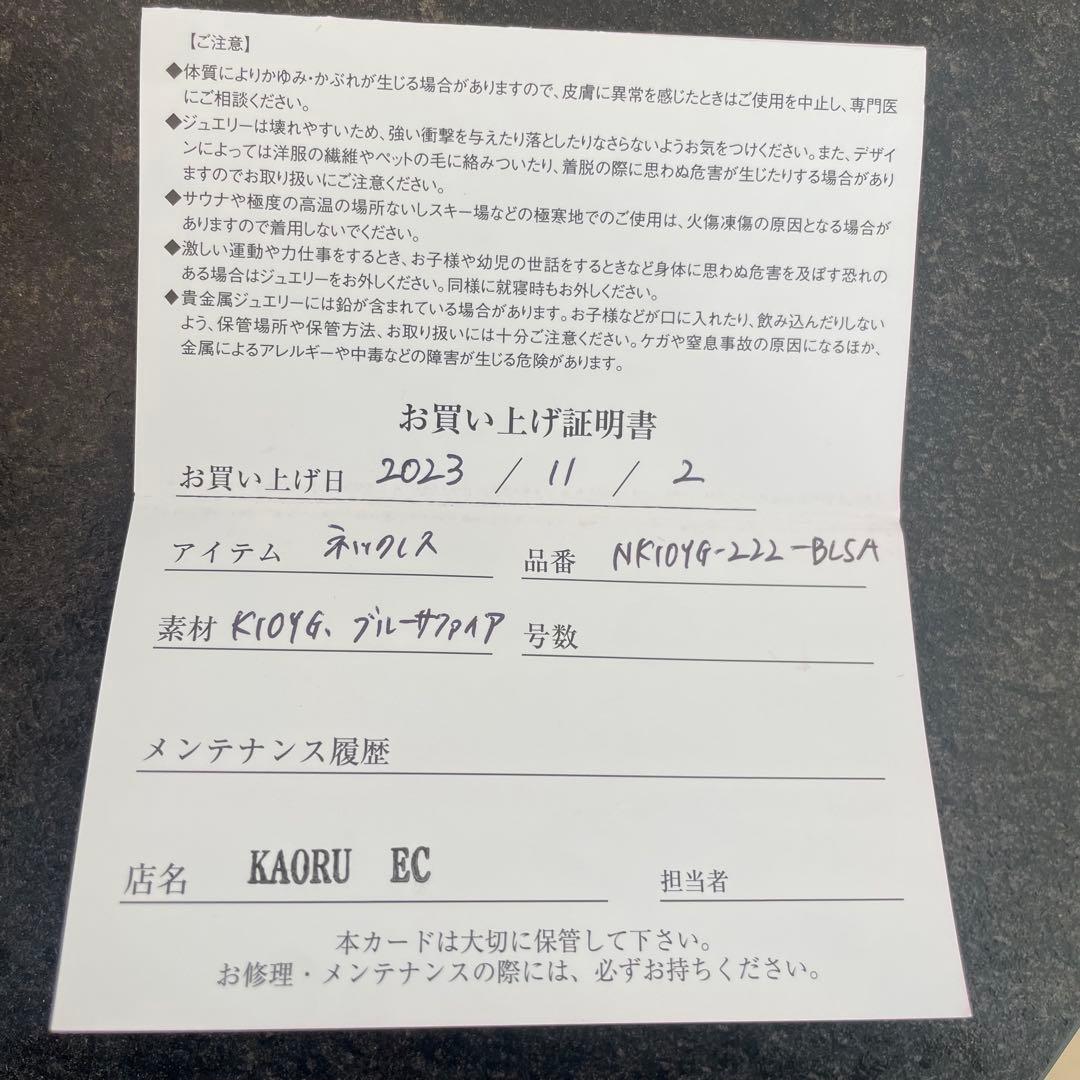 【ご注意】
◆体質によりかゆみ・かぶれが生じる場合がありますので、皮膚に異常を感じたときはご使用を中止し、専門医
にご相談ください。
◆ジュエリーは壊れやすいため、強い衝撃を与えたり落としたりなさらないようお気をつけください。また、デザイ
ンによっては洋服の繊維やペットの毛に絡みついたり、着脱の際に思わぬ危害が生じたりする場合があり
ますのでお取り扱いにご注意ください。
◆サウナや極度の高温の場所ないしスキー場などの極寒地でのご使用は、火傷凍傷の原因となる場合が
ありますので着用しないでください。
◆激しい運動や力仕事をするとき、お子様や幼児の世話をするときなど身体に思わぬ危害を及ぼす恐れの
ある場合はジュエリーをお外しください。同様に就寝時もお外しください。
◆貴金属ジュエリーには鉛が含まれている場合があります。お子様などが口に入れたり、飲み込んだりしない
よう、保管場所や保管方法、お取り扱いには十分ご注意ください。ケガや窒息事故の原因になるほか、
金属によるアレルギーや中毒などの障害が生じる危険があります。
お買い上げ証明書
お買い上げ日 2023 / 11 / 2
アイテム ネックレス 品番 NK10YG-222-BLSA
素材 K10YG、ブルーサファイア 号数
メンテナンス履歴
店名 KAORU EC 担当者
本カードは大切に保管して下さい。
お修理・メンテナンスの際には、必ずお持ちください。